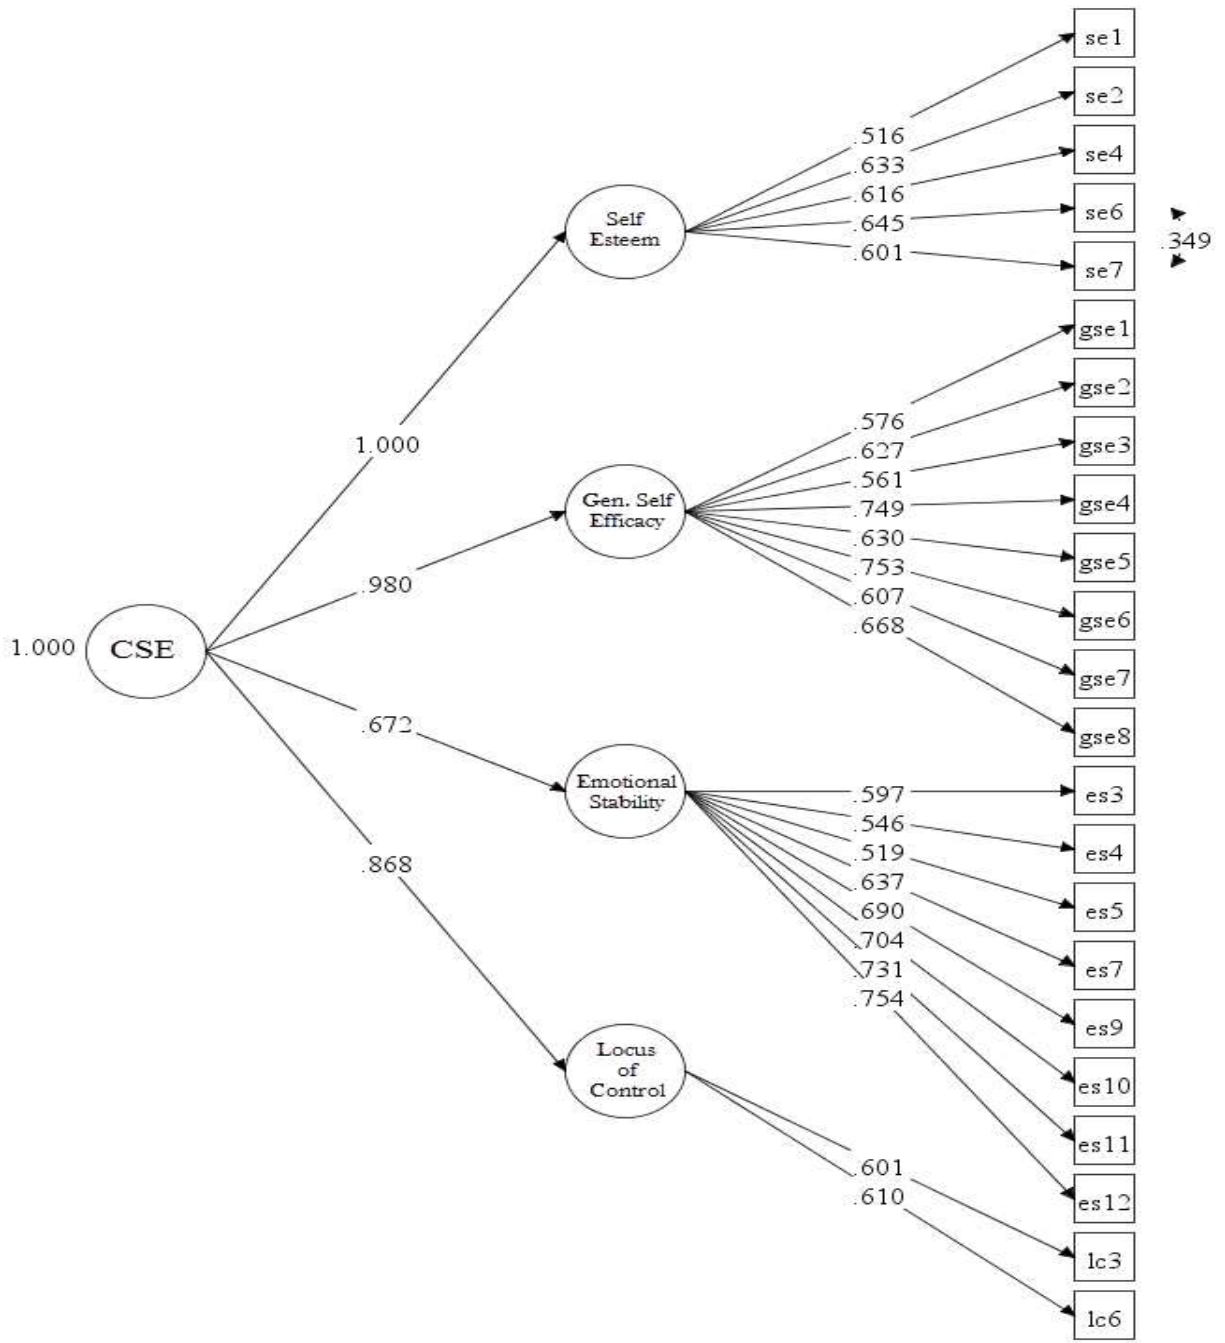 se1
se2
se4
se6
se7
.349
.516
.633
.616
.645
.601
Self
Esteem
gse1
gse2
gse3
gse4
gse5
gse6
gse7
gse8
.576
.627
.561
.749
.630
.753
.607
.668
Gen. Self
Efficacy
1.000
.980
.672
.868
1.000
CSE
Emotional
Stability
.597
.546
.519
.637
.690
.704
.731
.754
es3
es4
es5
es7
es9
es10
es11
es12
Locus
of
Control
.601
.610
lc3
lc6